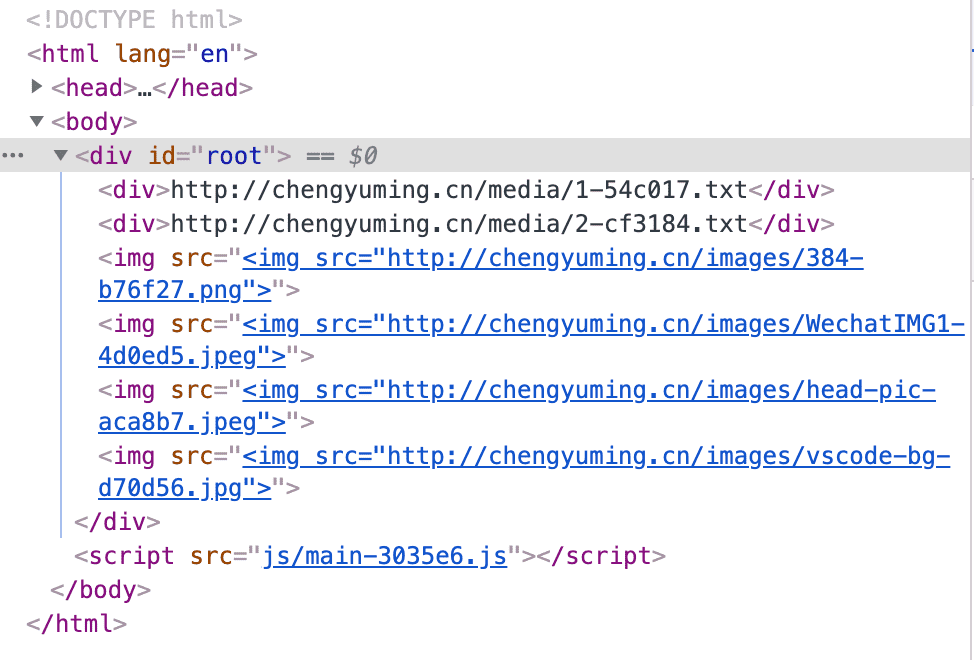 <!DOCTYPE html>
<html lang="en">
<head>…</head>
<body>
<div id="root"> == $0
<div>http://chengyuming.cn/media/1-54c017.txt</div>
<div>http://chengyuming.cn/media/2-cf3184.txt</div>
<img src="<img src="http://chengyuming.cn/images/384-
b76f27.png">">
<img src="<img src="http://chengyuming.cn/images/WechatIMG1-
4d0ed5.jpeg">">
<img src="<img src="http://chengyuming.cn/images/head-pic-
aca8b7.jpeg">">
<img src="<img src="http://chengyuming.cn/images/vscode-bg-
d70d56.jpg">">
</div>
<script src="js/main-3035e6.js"></script>
</body>
</html>